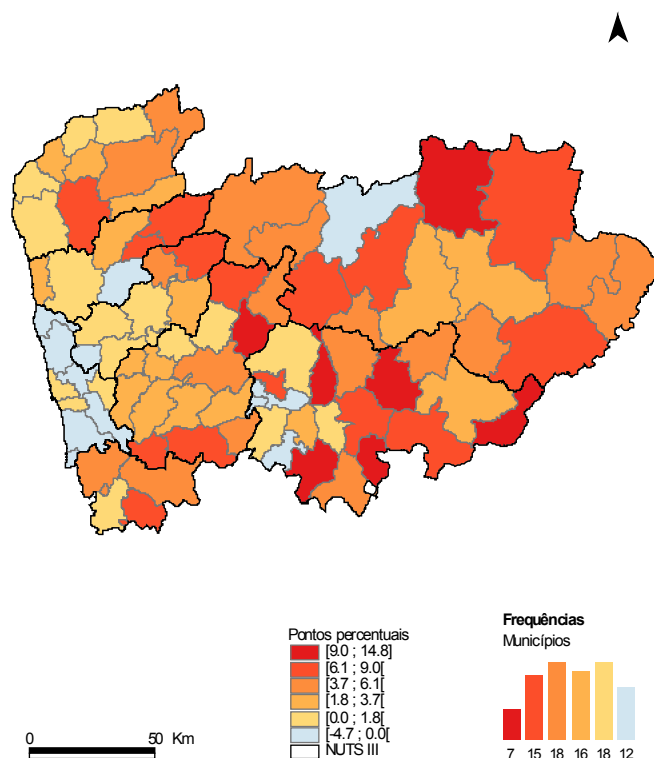 Pontos percentuais
[9.0 ; 14.8]
[6.1 ; 9.0[
[3.7 ; 6.1[
[1.8 ; 3.7[
[0.0 ; 1.8[
[-4.7 ; 0.0[
NUTS III
Frequências
Municípios
7 15 18 16 18 12
0 50 Km